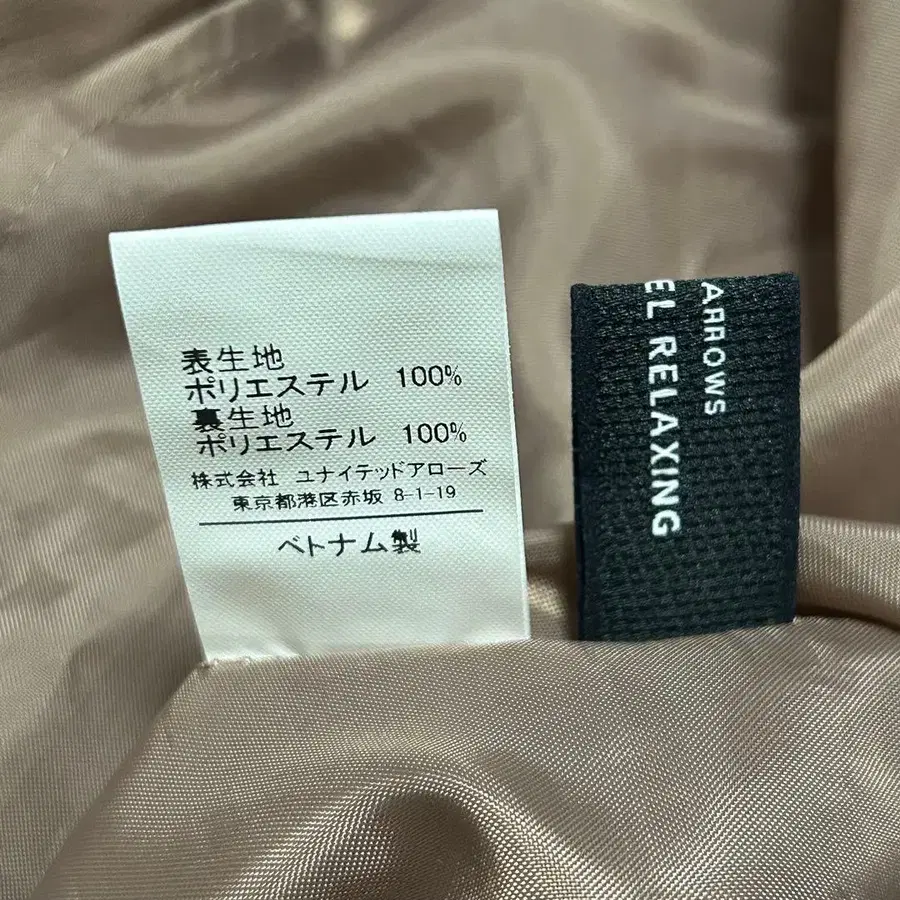 表生地
ポリエステル 100%
裏生地
ポリエステル 100%
株式会社 ユナイテッドアローズ
東京都港区赤坂 8-1-19
ベトナム製
ARROWS
EL RELAXING